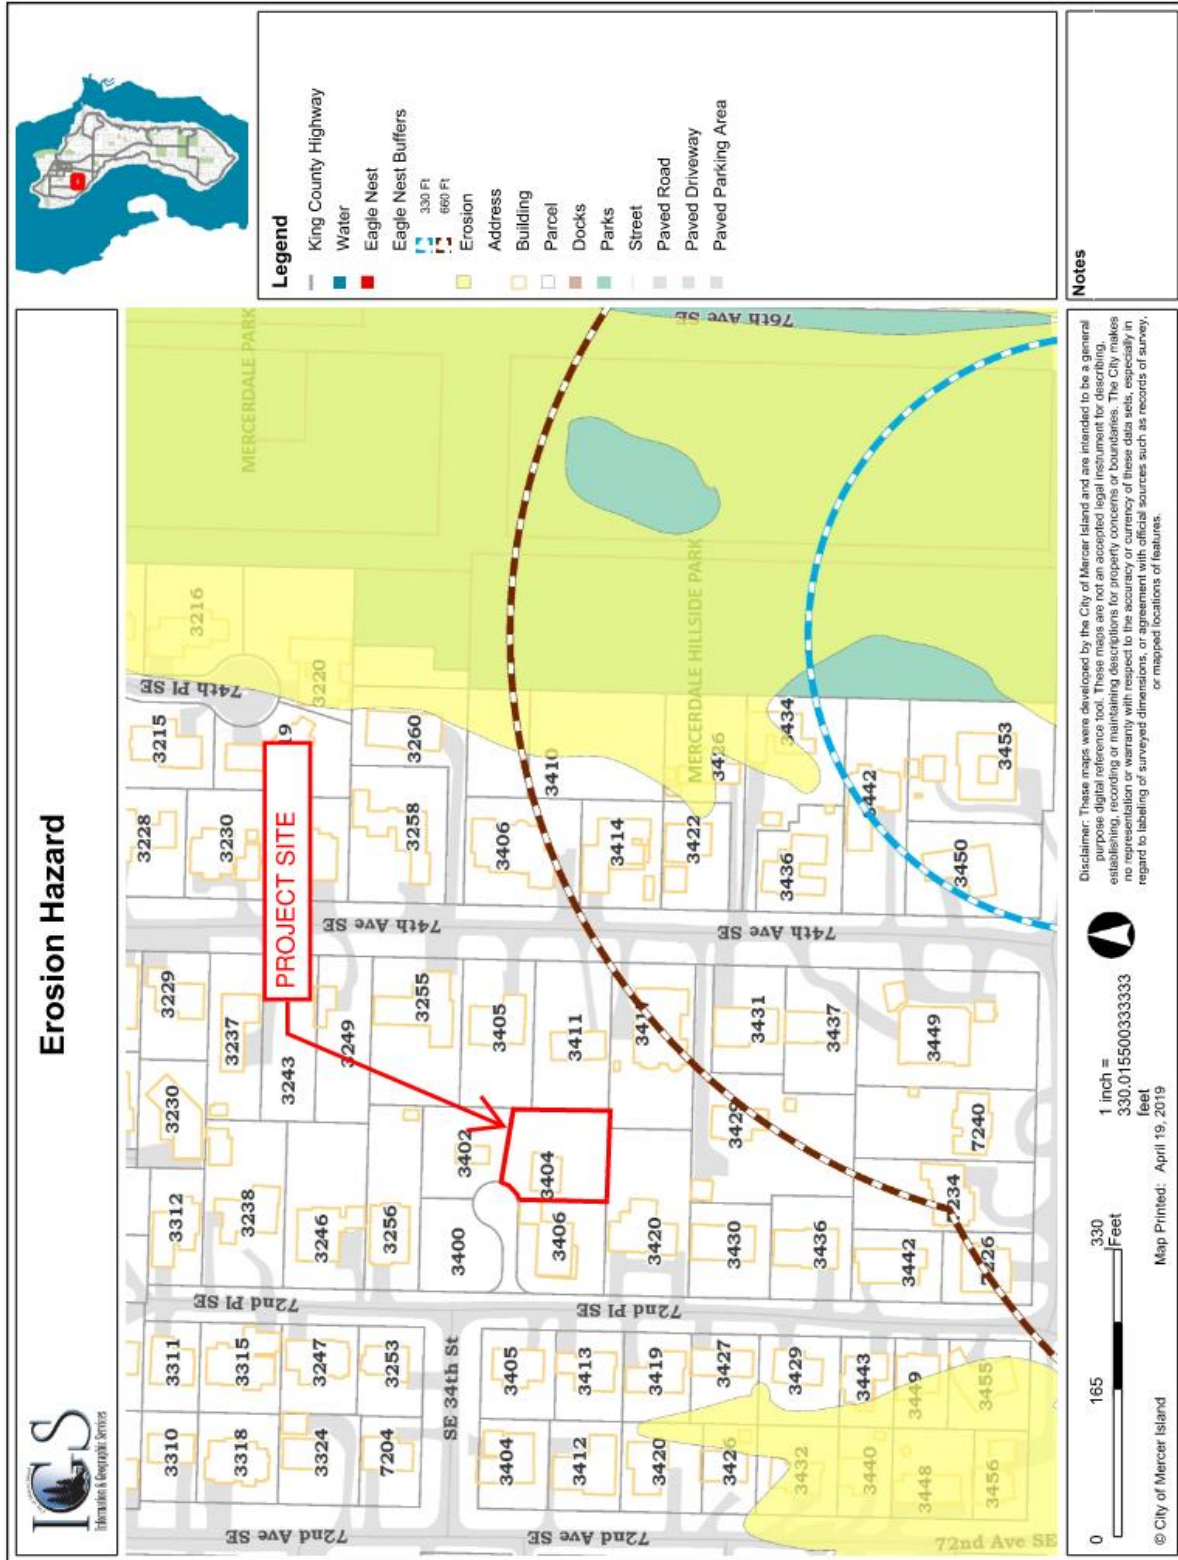 IGS
Information & Geographic Services
Erosion Hazard
PROJECT SITE
MERCERDALE PARK
MERCERDALE HILLSIDE PARK
72nd Ave SE
72nd Ave SE
72nd Ave SE
72nd Pl SE
72nd Pl SE
SE 34th St
74th Ave SE
74th Ave SE
74th Pl SE
76th Ave SE
3310
3311
3312
3230
3229
3228
3215
3216
3318
3315
3238
3237
3230
19
3220
3324
3247
3246
3243
3249
7204
3253
3256
3255
3258
3260
3400
3402
3404
3405
3404
3405
3406
3410
3412
3413
3406
3411
3414
3420
3419
3420
3422
3426
3426
3427
3430
3429
3431
3434
3432
3429
3436
3437
3436
3440
3443
3442
3442
3448
3449
3449
3450
3453
3456
3455
7240
Legend
King County Highway
Water
Eagle Nest
Eagle Nest Buffers
330 Ft
660 Ft
Erosion
Address
Building
Parcel
Docks
Parks
Street
Paved Road
Paved Driveway
Paved Parking Area
0
165
330
Feet
1 inch =
330.015500333333
feet
© City of Mercer Island
Map Printged: April 19, 2019
Disclaimer: These maps were developed by the City of Mercer Island and are intended to be a general
purpose digital reference tool. These maps are not an accepted legal instrument for describing,
establishing, recording or maintaining descriptions for property concerns or boundaries. The City makes
no representation or warranty with respect to the accuracy or currency of these data sets, especially in
regard to labeling of surveyed dimensions, or agreement with official sources such as records of survey,
or mapped locations of features.
Notes